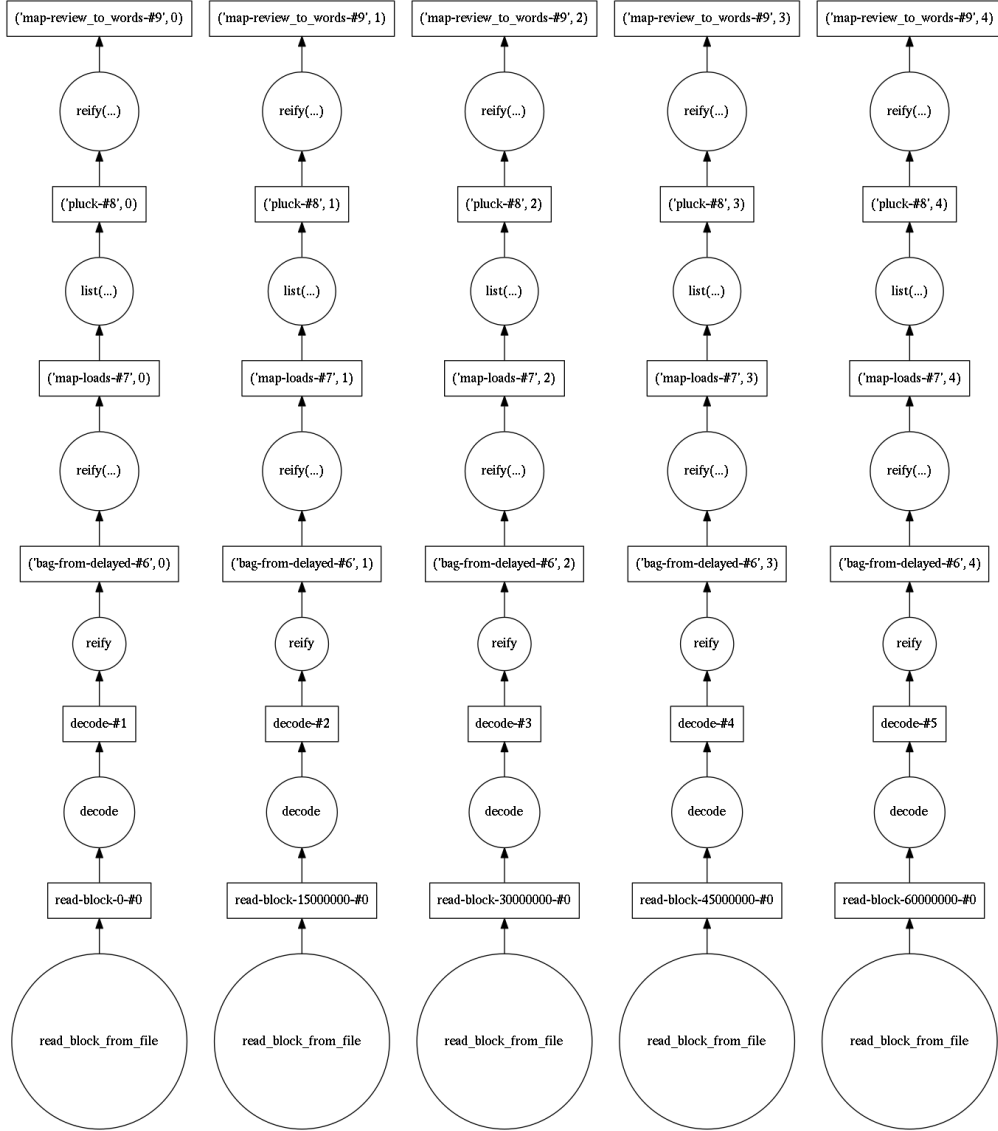 ('map-review_to_words-#9', 0)
('map-review_to_words-#9', 1)
('map-review_to_words-#9', 2)
('map-review_to_words-#9', 3)
('map-review_to_words-#9', 4)
reify(...)
reify(...)
reify(...)
reify(...)
reify(...)
('pluck-#8', 0)
('pluck-#8', 1)
('pluck-#8', 2)
('pluck-#8', 3)
('pluck-#8', 4)
list(...)
list(...)
list(...)
list(...)
list(...)
('map-loads-#7', 0)
('map-loads-#7', 1)
('map-loads-#7', 2)
('map-loads-#7', 3)
('map-loads-#7', 4)
reify(...)
reify(...)
reify(...)
reify(...)
reify(...)
('bag-from-delayed-#6', 0)
('bag-from-delayed-#6', 1)
('bag-from-delayed-#6', 2)
('bag-from-delayed-#6', 3)
('bag-from-delayed-#6', 4)
reify
reify
reify
reify
reify
decode-#1
decode-#2
decode-#3
decode-#4
decode-#5
decode
decode
decode
decode
decode
read-block-0-#0
read-block-15000000-#0
read-block-30000000-#0
read-block-45000000-#0
read-block-60000000-#0
read_block_from_file
read_block_from_file
read_block_from_file
read_block_from_file
read_block_from_file